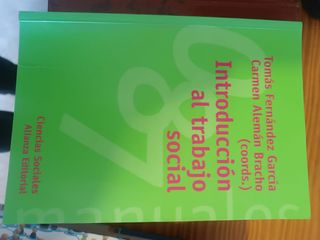 Tomás Fernández García
Carmen Alemán Bracho
(coords.)
Introducción
al trabajo
social
Ciencias Sociales
Alianza Editorial
manuales